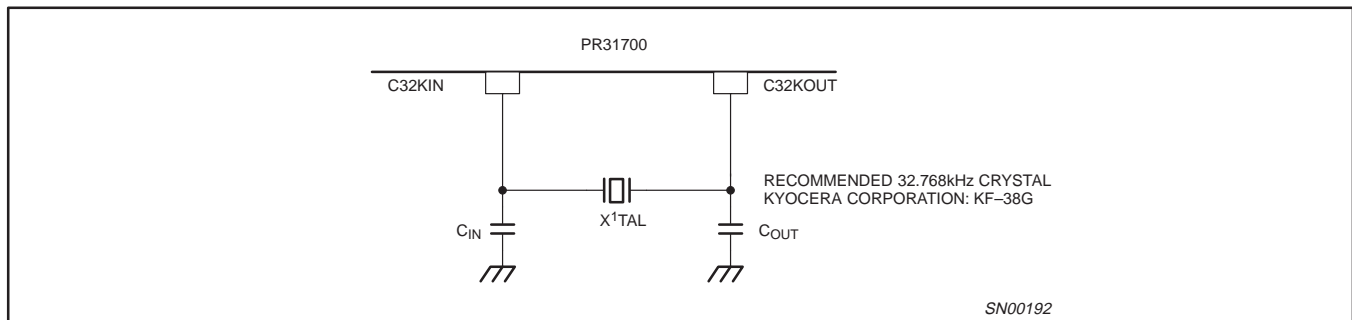 PR31700
C32KIN
C32KOUT
RECOMMENDED 32.768kHz CRYSTAL
KYOCERA CORPORATION: KF–38G
X1TAL
CIN
COUT
SN00192